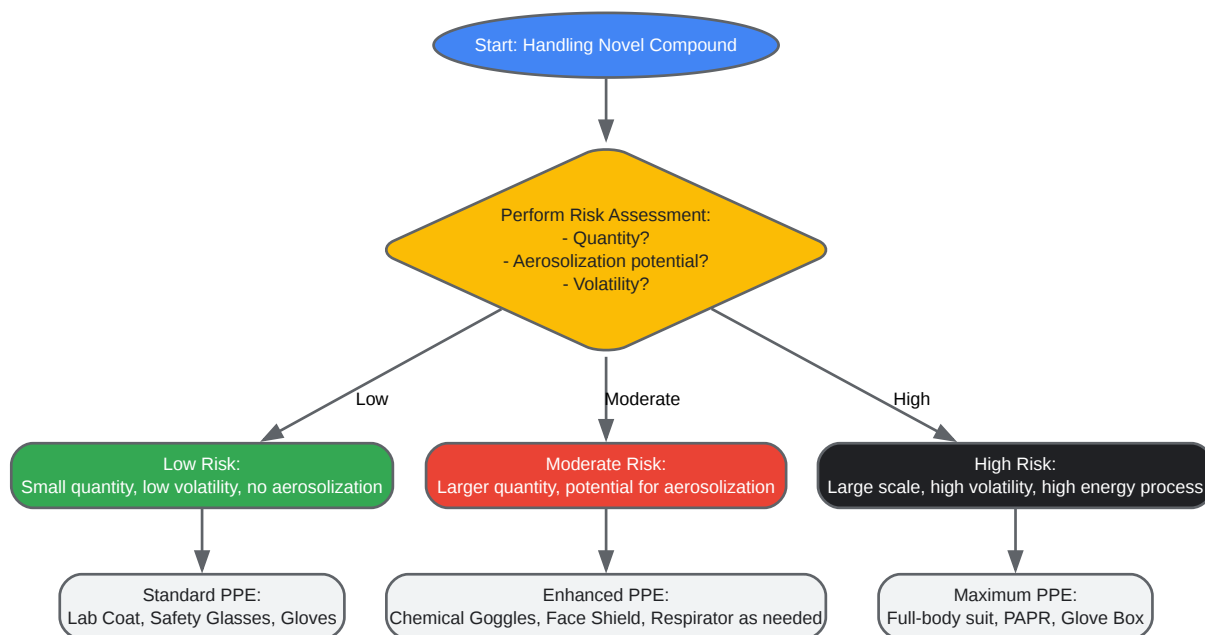 Start: Handling Novel Compound
Perform Risk Assessment:
- Quantity?
- Aerosolization potential?
- Volatility?
Low
Moderate
High
Low Risk:
Small quantity, low volatility, no aerosolization
Moderate Risk:
Larger quantity, potential for aerosolization
High Risk:
Large scale, high volatility, high energy process
Standard PPE:
Lab Coat, Safety Glasses, Gloves
Enhanced PPE:
Chemical Goggles, Face Shield, Respirator as needed
Maximum PPE:
Full-body suit, PAPR, Glove Box